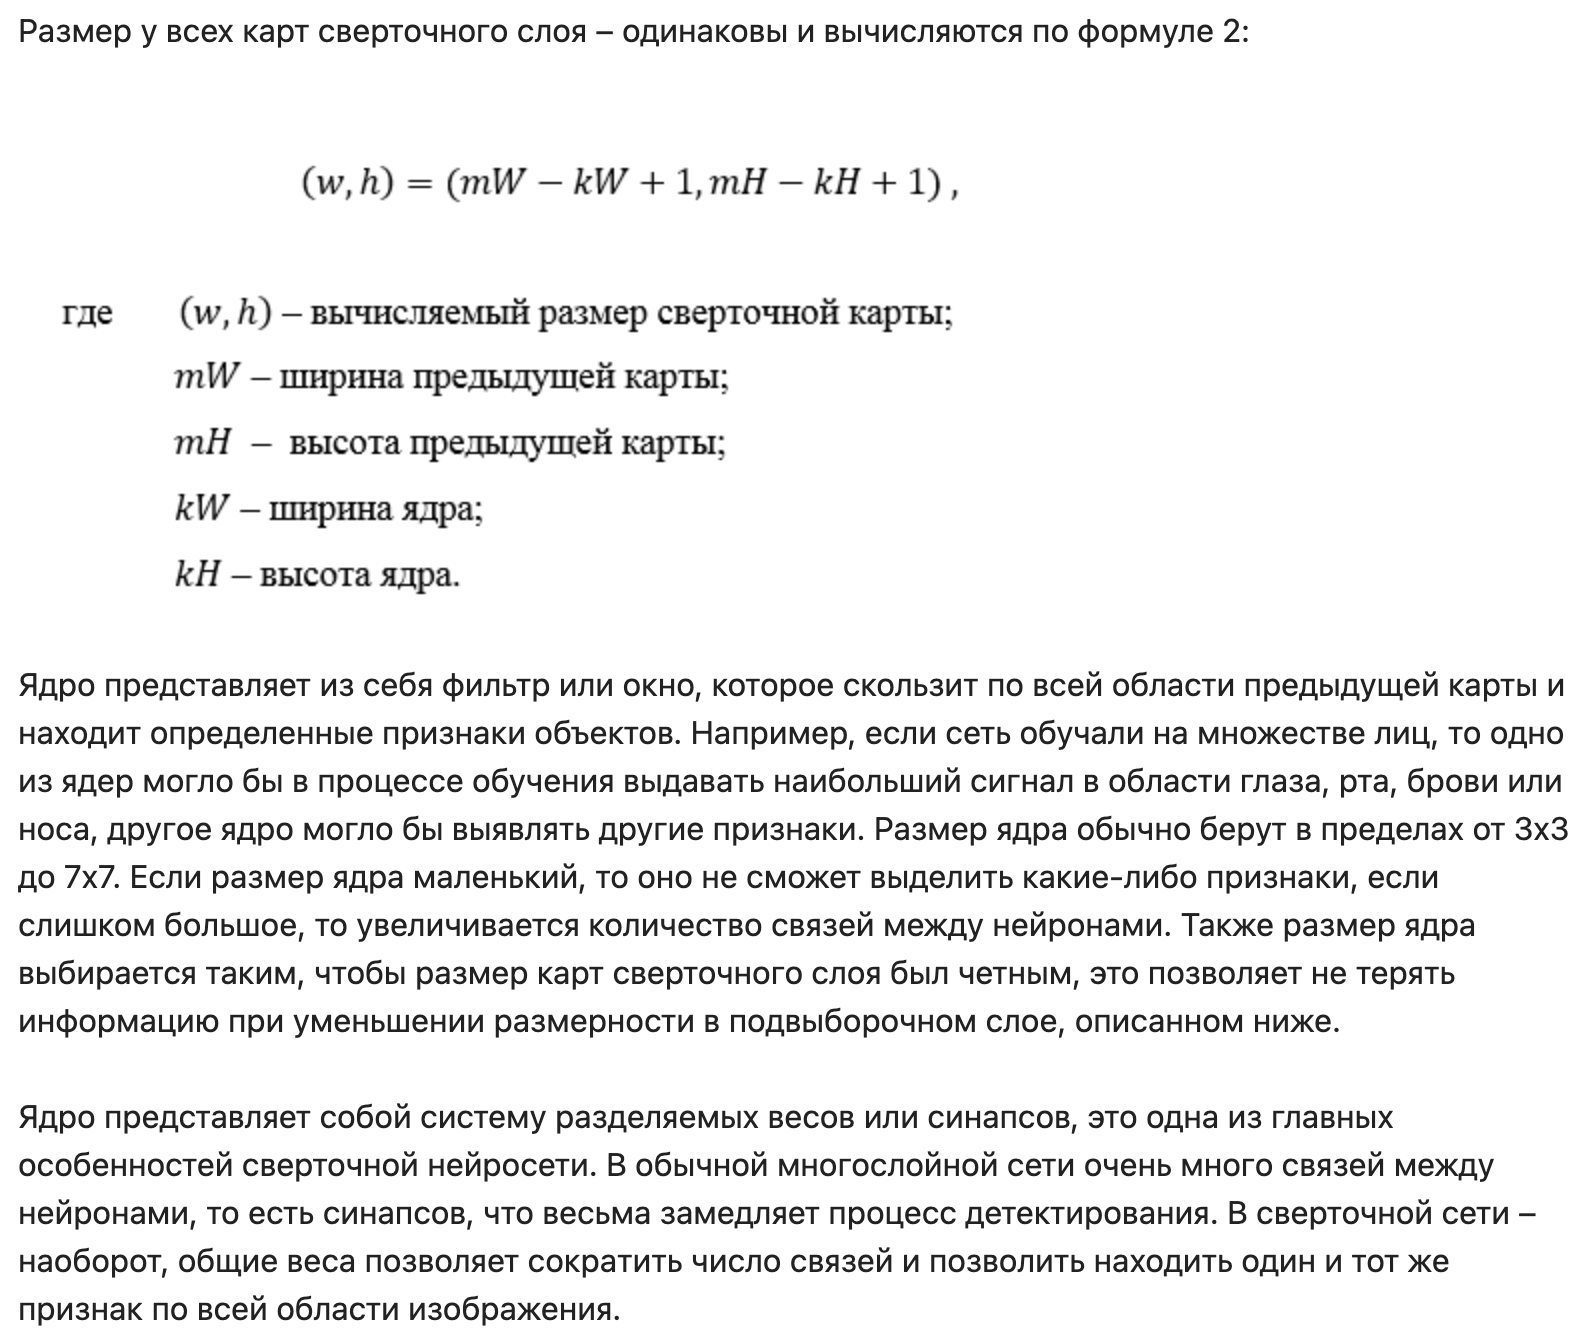 Размер у всех карт сверточного слоя – одинаковы и вычисляются по формуле 2:
(w, h) = (mW − kW + 1, mH − kH + 1) ,
где (w, h) – вычисляемый размер сверточной карты;
mW – ширина предыдущей карты;
mH – высота предыдущей карты;
kW – ширина ядра;
kH – высота ядра.
Ядро представляет из себя фильтр или окно, которое скользит по всей области предыдущей карты и
находит определенные признаки объектов. Например, если сеть обучали на множестве лиц, то одно
из ядер могло бы в процессе обучения выдавать наибольший сигнал в области глаза, рта, брови или
носа, другое ядро могло бы выявлять другие признаки. Размер ядра обычно берут в пределах от 3х3
до 7х7. Если размер ядра маленький, то оно не сможет выделить какие-либо признаки, если
слишком большое, то увеличивается количество связей между нейронами. Также размер ядра
выбирается таким, чтобы размер карт сверточного слоя был четным, это позволяет не терять
информацию при уменьшении размерности в подвыборочном слое, описанном ниже.
Ядро представляет собой систему разделяемых весов или синапсов, это одна из главных
особенностей сверточной нейросети. В обычной многослойной сети очень много связей между
нейронами, то есть синапсов, что весьма замедляет процесс детектирования. В сверточной сети –
наоборот, общие веса позволяет сократить число связей и позволить находить один и тот же
признак по всей области изображения.